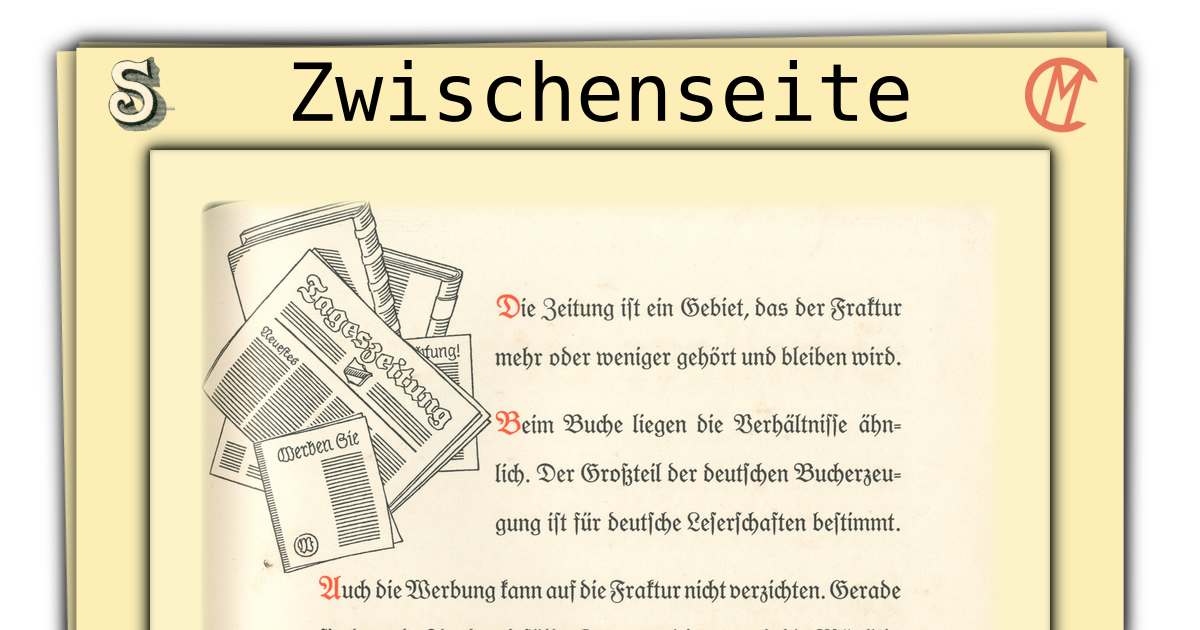 S
Zwischenseite
CM
Tageszeitung
Neuestes
htung!
Werben Sie
W
Die Zeitung iſt ein Gebiet, das der Fraktur
mehr oder weniger gehört und bleiben wird.
Beim Buche liegen die Verhältniſſe ähn⸗
lich. Der Großteil der deutſchen Bucherzeu⸗
gung iſt für deutſche Leſerſchaften beſtimmt.
Auch die Werbung kann auf die Fraktur nicht verzichten. Gerade